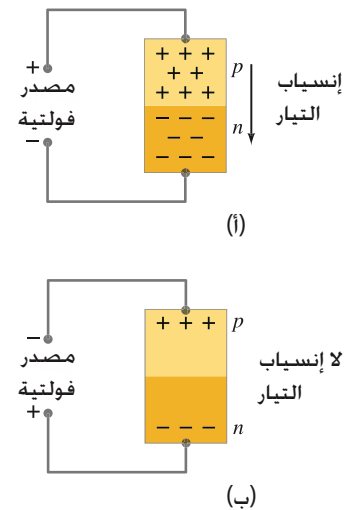 + + + +
+ +
+ + +
p
إنسياب
التيار
مصدر
فولتية
− − − −
− −
− − −
n
(أ)
−
+ + +
p
مصدر
فولتية
لا إنسياب
التيار
+
− − −
n
(ب)